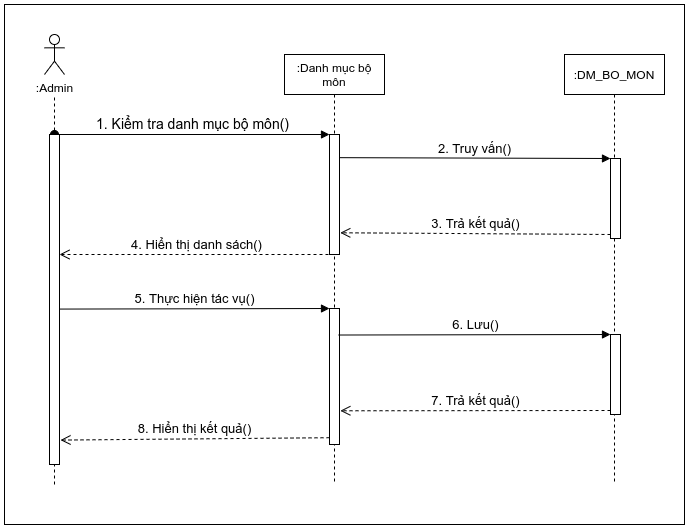 :Admin
:Danh mục bộ
môn
:DM_BO_MON
1. Kiểm tra danh mục bộ môn()
2. Truy vấn()
3. Trả kết quả()
4. Hiển thị danh sách()
5. Thực hiện tác vụ()
6. Lưu()
7. Trả kết quả()
8. Hiển thị kết quả()